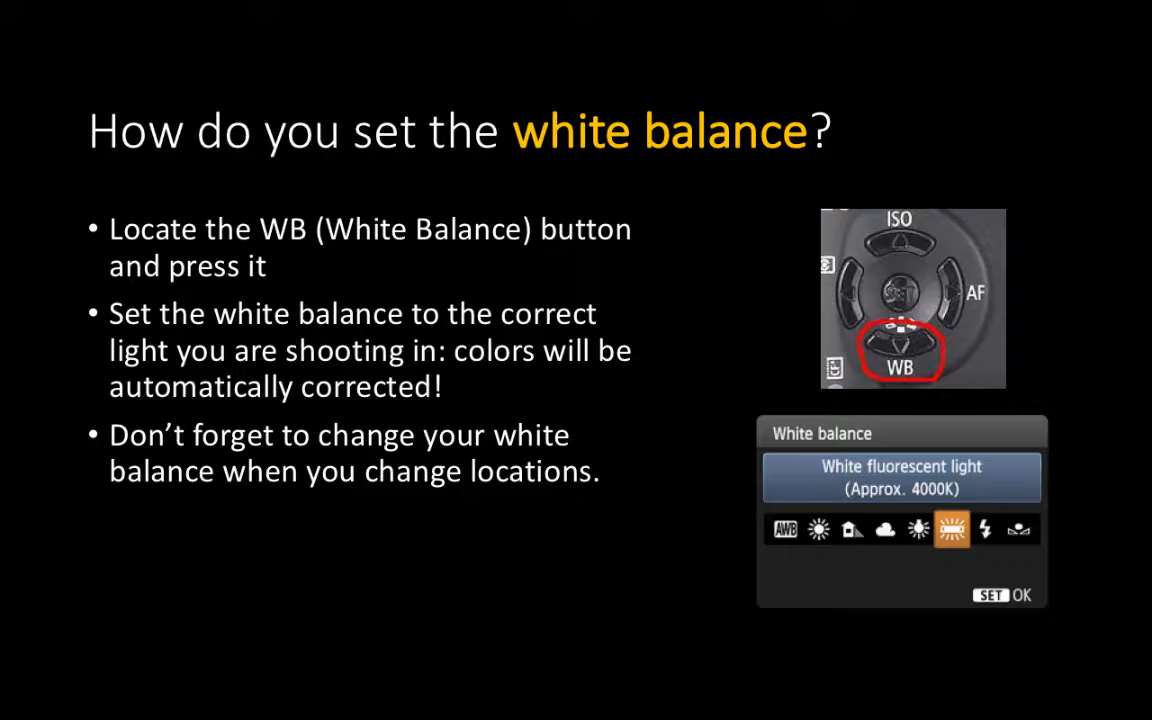 How do you set the white balance?
• Locate the WB (White Balance) button
and press it
• Set the white balance to the correct
light you are shooting in: colors will be
automatically corrected!
• Don’t forget to change your white
balance when you change locations.
ISO
SET
AF
WB
White balance
White fluorescent light
(Approx. 4000K)
AWB
SET OK